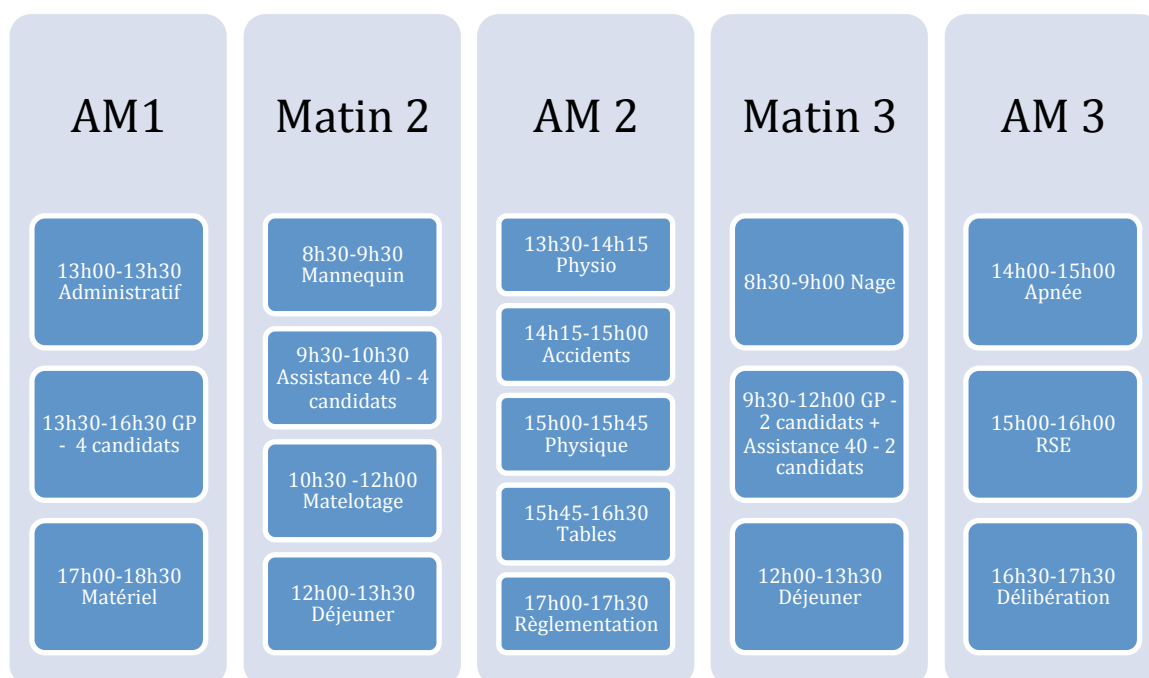 AM1
13h00-13h30
Administratif
13h30-16h30 GP
- 4 candidats
17h00-18h30
Matériel
Matin 2
8h30-9h30
Mannequin
9h30-10h30
Assistance 40 - 4
candidats
10h30 -12h00
Matelotage
12h00-13h30
Déjeuner
AM 2
13h30-14h15
Physio
14h15-15h00
Accidents
15h00-15h45
Physique
15h45-16h30
Tables
17h00-17h30
Règlementation
Matin 3
8h30-9h00 Nage
9h30-12h00 GP -
2 candidats +
Assistance 40 - 2
candidats
12h00-13h30
Déjeuner
AM 3
14h00-15h00
Apnée
15h00-16h00
RSE
16h30-17h30
Délibération